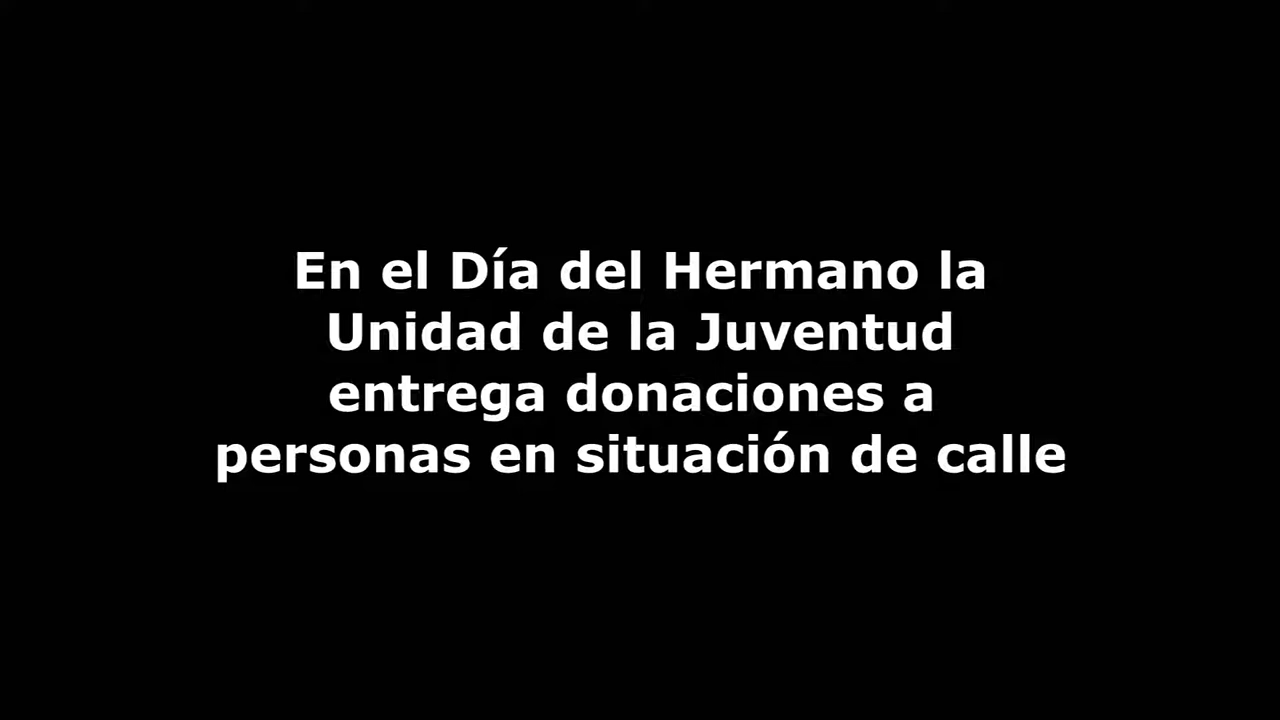 En el Día del Hermano la
Unidad de la Juventud
entrega donaciones a
personas en situación de calle